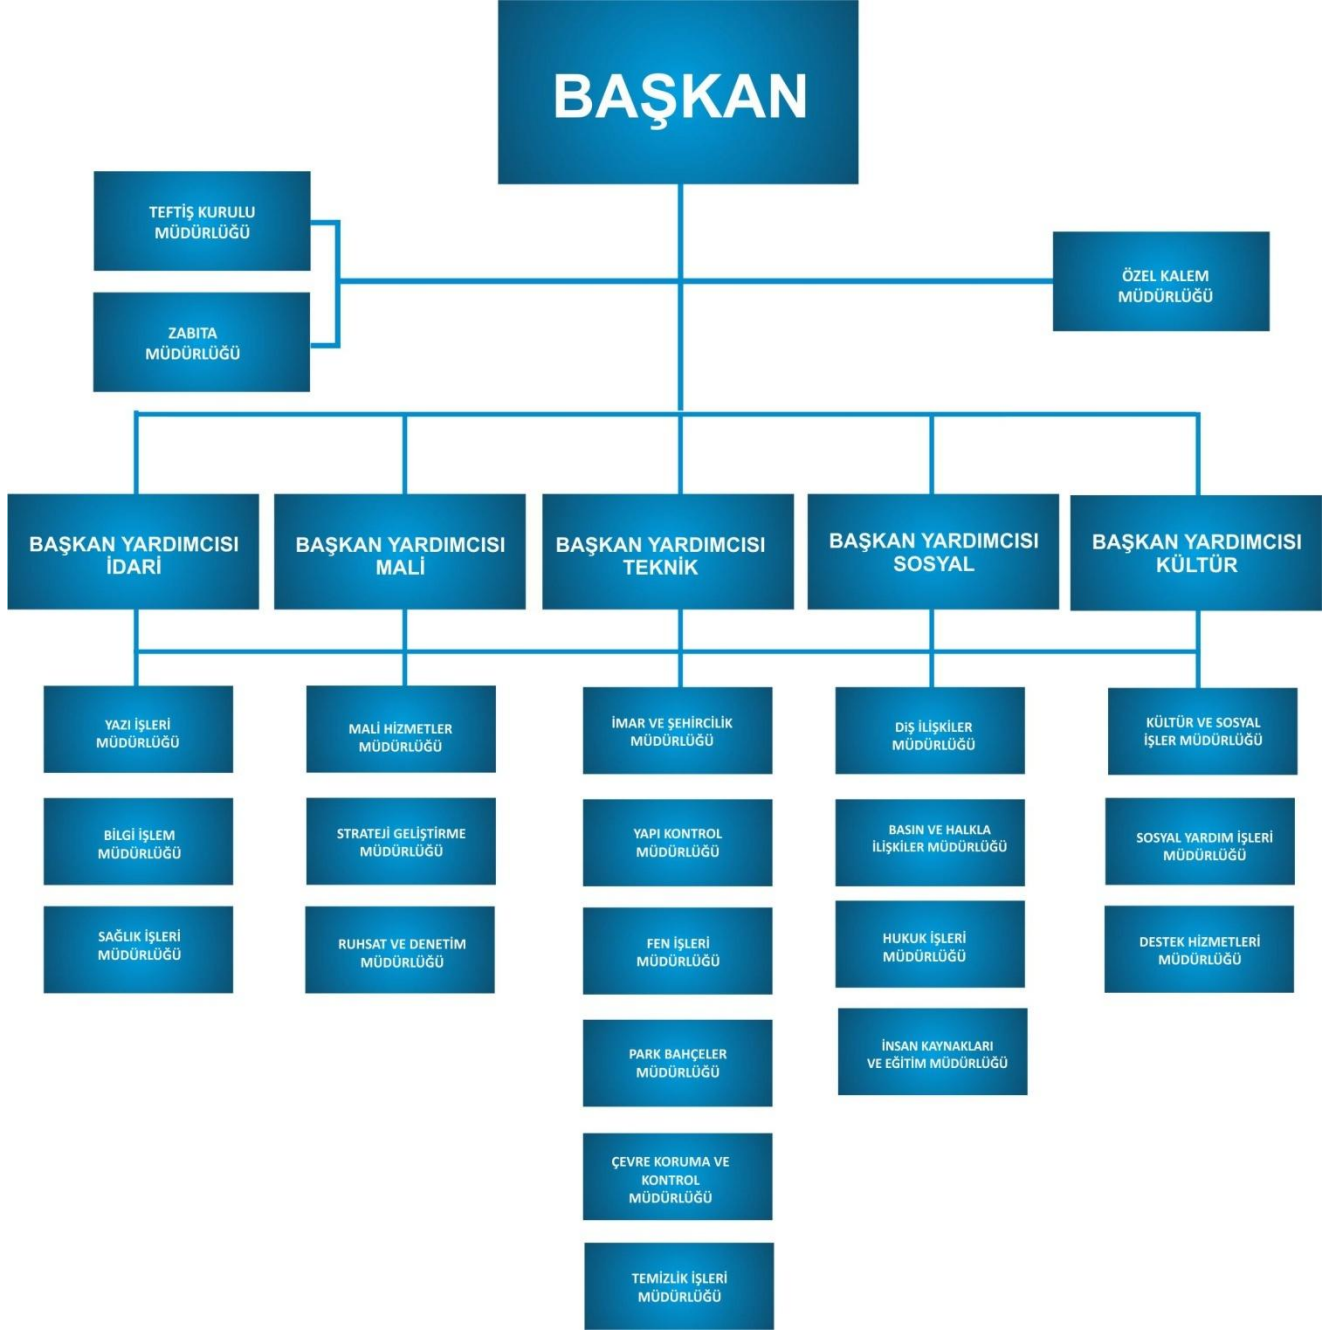 BAŞKAN
TEFTİŞ KURULU
MÜDÜRLÜĞÜ
ZABITA
MÜDÜRLÜĞÜ
ÖZEL KALEM
MÜDÜRLÜĞÜ
BAŞKAN YARDIMCISI
İDARİ
BAŞKAN YARDIMCISI
MALİ
BAŞKAN YARDIMCISI
TEKNİK
BAŞKAN YARDIMCISI
SOSYAL
BAŞKAN YARDIMCISI
KÜLTÜR
YAZI İŞLERİ
MÜDÜRLÜĞÜ
BİLGİ İŞLEM
MÜDÜRLÜĞÜ
SAĞLIK İŞLERİ
MÜDÜRLÜĞÜ
MALİ HİZMETLER
MÜDÜRLÜĞÜ
STRATEJİ GELİŞTİRME
MÜDÜRLÜĞÜ
RUHSAT VE DENETİM
MÜDÜRLÜĞÜ
İMAR VE ŞEHİRCİLİK
MÜDÜRLÜĞÜ
YAPI KONTROL
MÜDÜRLÜĞÜ
FEN İŞLERİ
MÜDÜRLÜĞÜ
PARK BAHÇELER
MÜDÜRLÜĞÜ
ÇEVRE KORUMA VE
KONTROL
MÜDÜRLÜĞÜ
TEMİZLİK İŞLERİ
MÜDÜRLÜĞÜ
DiŞ İLİŞKİLER
MÜDÜRLÜĞÜ
BASIN VE HALKLA
İLİŞKİLER MÜDÜRLÜĞÜ
HUKUK İŞLERİ
MÜDÜRLÜĞÜ
İNSAN KAYNAKLARI
VE EĞİTİM MÜDÜRLÜĞÜ
KÜLTÜR VE SOSYAL
İŞLER MÜDÜRLÜĞÜ
SOSYAL YARDIM İŞLERİ
MÜDÜRLÜĞÜ
DESTEK HİZMETLERİ
MÜDÜRLÜĞÜ